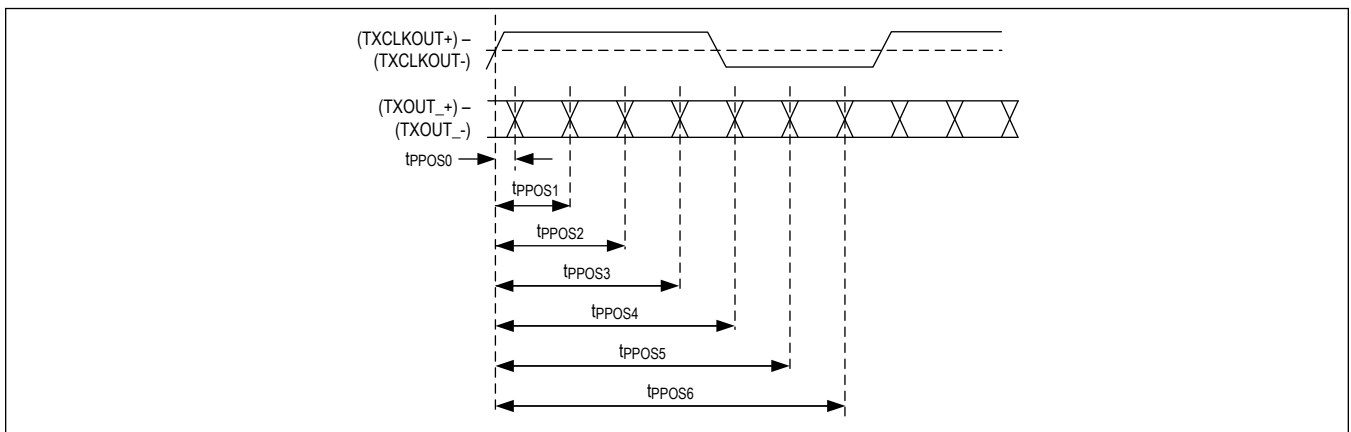 (TXCLKOUT+) –
(TXCLKOUT-)
(TXOUT_+) –
(TXOUT_-)
tPPOS0
tPPOS1
tPPOS2
tPPOS3
tPPOS4
tPPOS5
tPPOS6